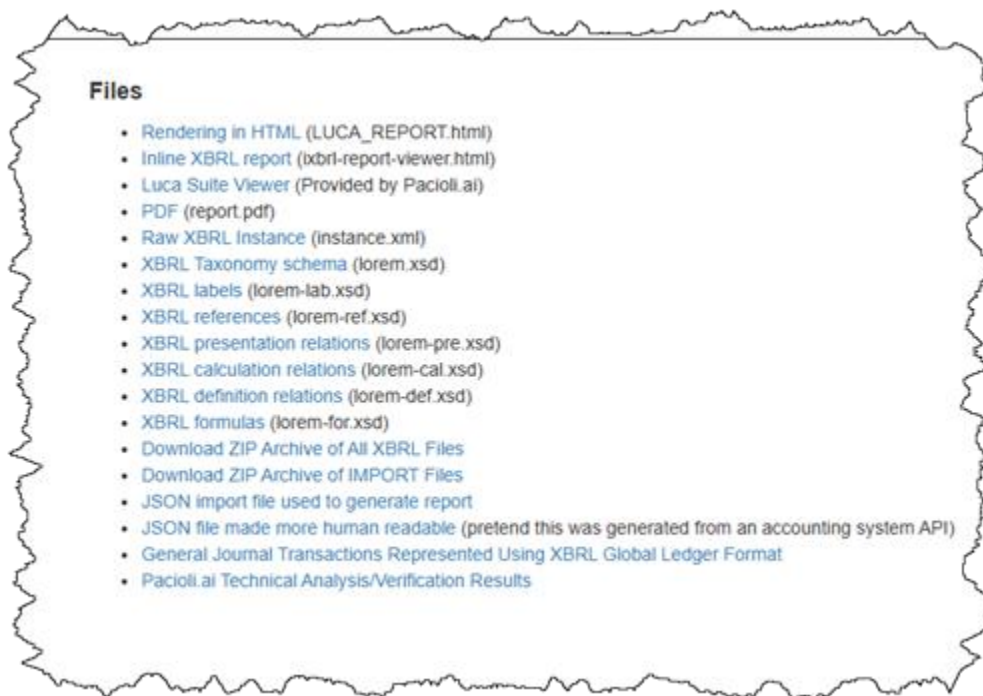 Files
• Rendering in HTML (LUCA_REPORT.html)
• Inline XBRL report (ixbrl-report-viewer.html)
• Luca Suite Viewer (Provided by Pacioli.ai)
• PDF (report.pdf)
• Raw XBRL Instance (instance.xml)
• XBRL Taxonomy schema (lorem.xsd)
• XBRL labels (lorem-lab.xsd)
• XBRL references (lorem-ref.xsd)
• XBRL presentation relations (lorem-pre.xsd)
• XBRL calculation relations (lorem-cal.xsd)
• XBRL definition relations (lorem-def.xsd)
• XBRL formulas (lorem-for.xsd)
• Download ZIP Archive of All XBRL Files
• Download ZIP Archive of IMPORT Files
• JSON import file used to generate report
• JSON file made more human readable (pretend this was generated from an accounting system API)
• General Journal Transactions Represented Using XBRL Global Ledger Format
• Pacioli.ai Technical Analysis/Verification Results